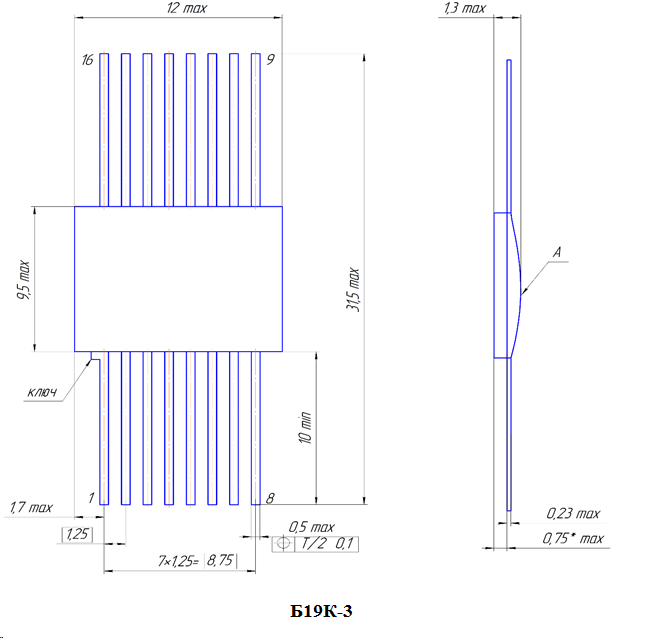 12 max
1,3 max
16
9
9,5 max
31,5 max
А
ключ
10 min
1
8
1,7 max
1,25
0,5 max
T/2 0,1
7×1,25= 8,75
0,23 max
0,75* max
Б19К-3